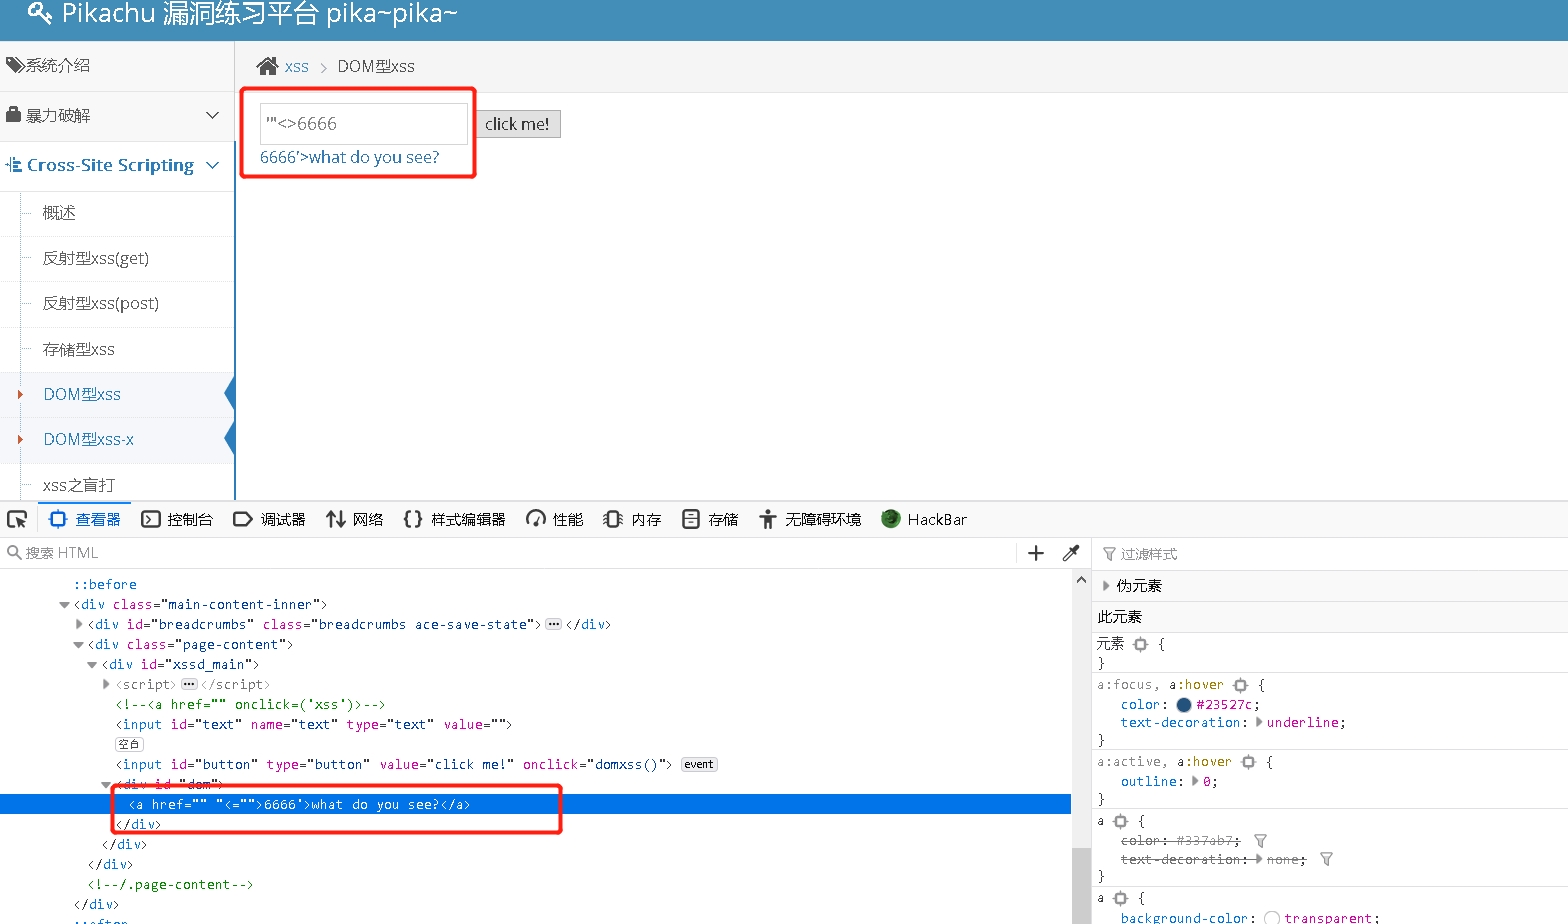 Pikachu 漏洞练习平台 pika~pika~
系统介绍
xss > DOM型xss
暴力破解
'"<>6666
click me!
6666'>what do you see?
Cross-Site Scripting
概述
反射型xss(get)
反射型xss(post)
存储型xss
DOM型xss
DOM型xss-x
xss之盲打
查看器 控制台 调试器 网络 样式编辑器 性能 内存 存储 无障碍环境 HackBar
搜索 HTML
::before
<div class="main-content-inner">
<div id="breadcrumbs" class="breadcrumbs ace-save-state">…</div>
<div class="page-content">
<div id="xssd_main">
<script>…</script>
<!--<a href="" onclick=('xss')>-->
<input id="text" name="text" type="text" value="">
空白
<input id="button" type="button" value="click me!" onclick="domxss()"> event
<div id="dom">
<a href="" "<="">6666'>what do you see?</a>
</div>
</div>
</div>
<!--/.page-content-->
</div>
::after
过滤样式
伪元素
此元素
元素 {
}
a:focus, a:hover {
color: #23527c;
text-decoration: underline;
}
a:active, a:hover {
outline: 0;
}
a {
color: #337ab7;
text-decoration: none;
}
a {
background-color: transparent;